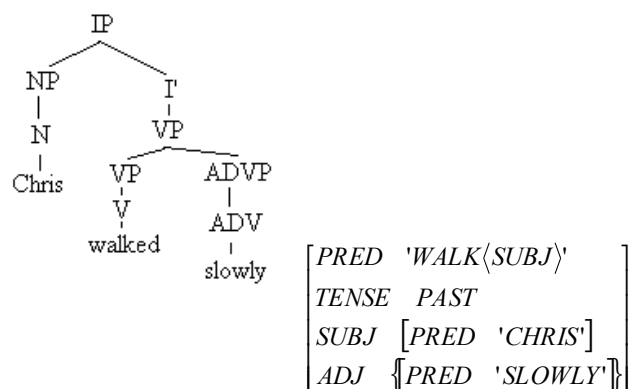 IP
NP I'
N VP
Chris VP ADVP
V ADV
walked slowly
[PRED 'WALK⟨SUBJ⟩'
TENSE PAST
SUBJ [PRED 'CHRIS']
ADJ {[PRED 'SLOWLY']}]